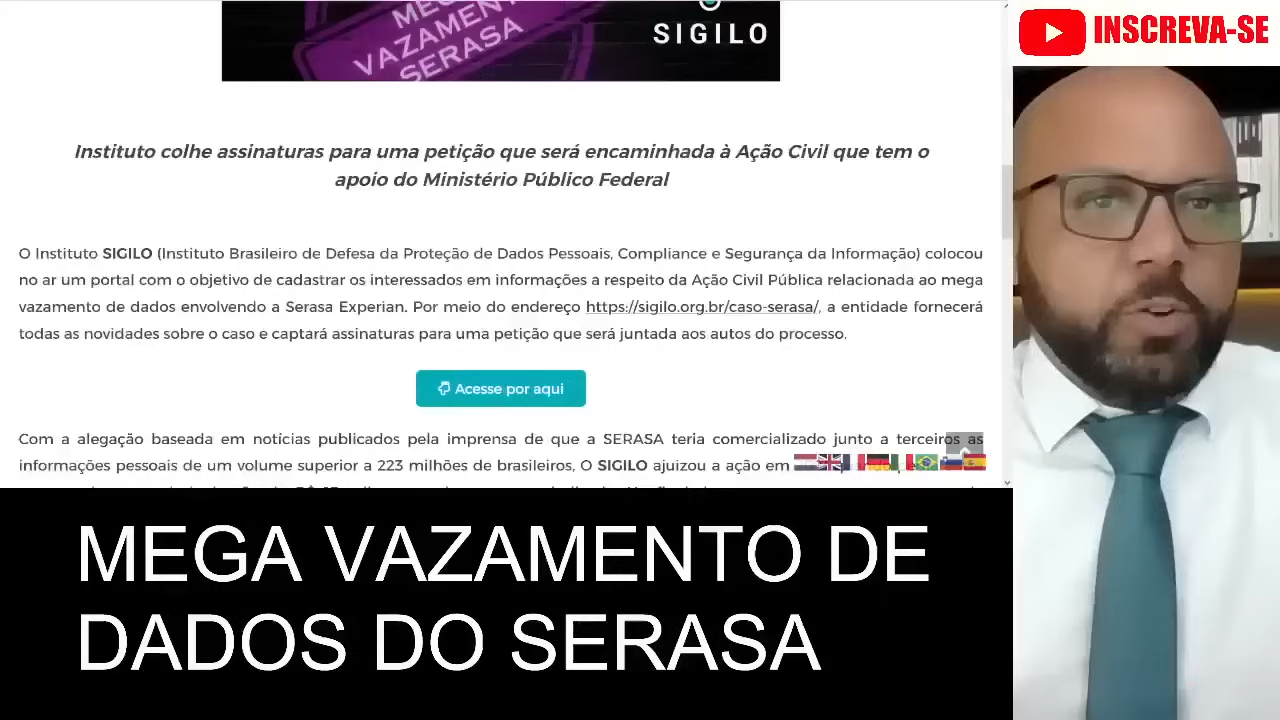 MEGA
VAZAMENTO
SERASA
SIGILO
INSCREVA-SE
Instituto colhe assinaturas para uma petição que será encaminhada à Ação Civil que tem o
apoio do Ministério Público Federal
O Instituto SIGILO (Instituto Brasileiro de Defesa da Proteção de Dados Pessoais, Compliance e Segurança da Informação) colocou
no ar um portal com o objetivo de cadastrar os interessados em informações a respeito da Ação Civil Pública relacionada ao mega
vazamento de dados envolvendo a Serasa Experian. Por meio do endereço https://sigilo.org.br/caso-serasa/, a entidade fornecerá
todas as novidades sobre o caso e captará assinaturas para uma petição que será juntada aos autos do processo.
Acesse por aqui
Com a alegação baseada em notícias publicados pela imprensa de que a SERASA teria comercializado junto a terceiros as
informações pessoais de um volume superior a 223 milhões de brasileiros, O SIGILO ajuizou a ação em
MEGA VAZAMENTO DE
DADOS DO SERASA